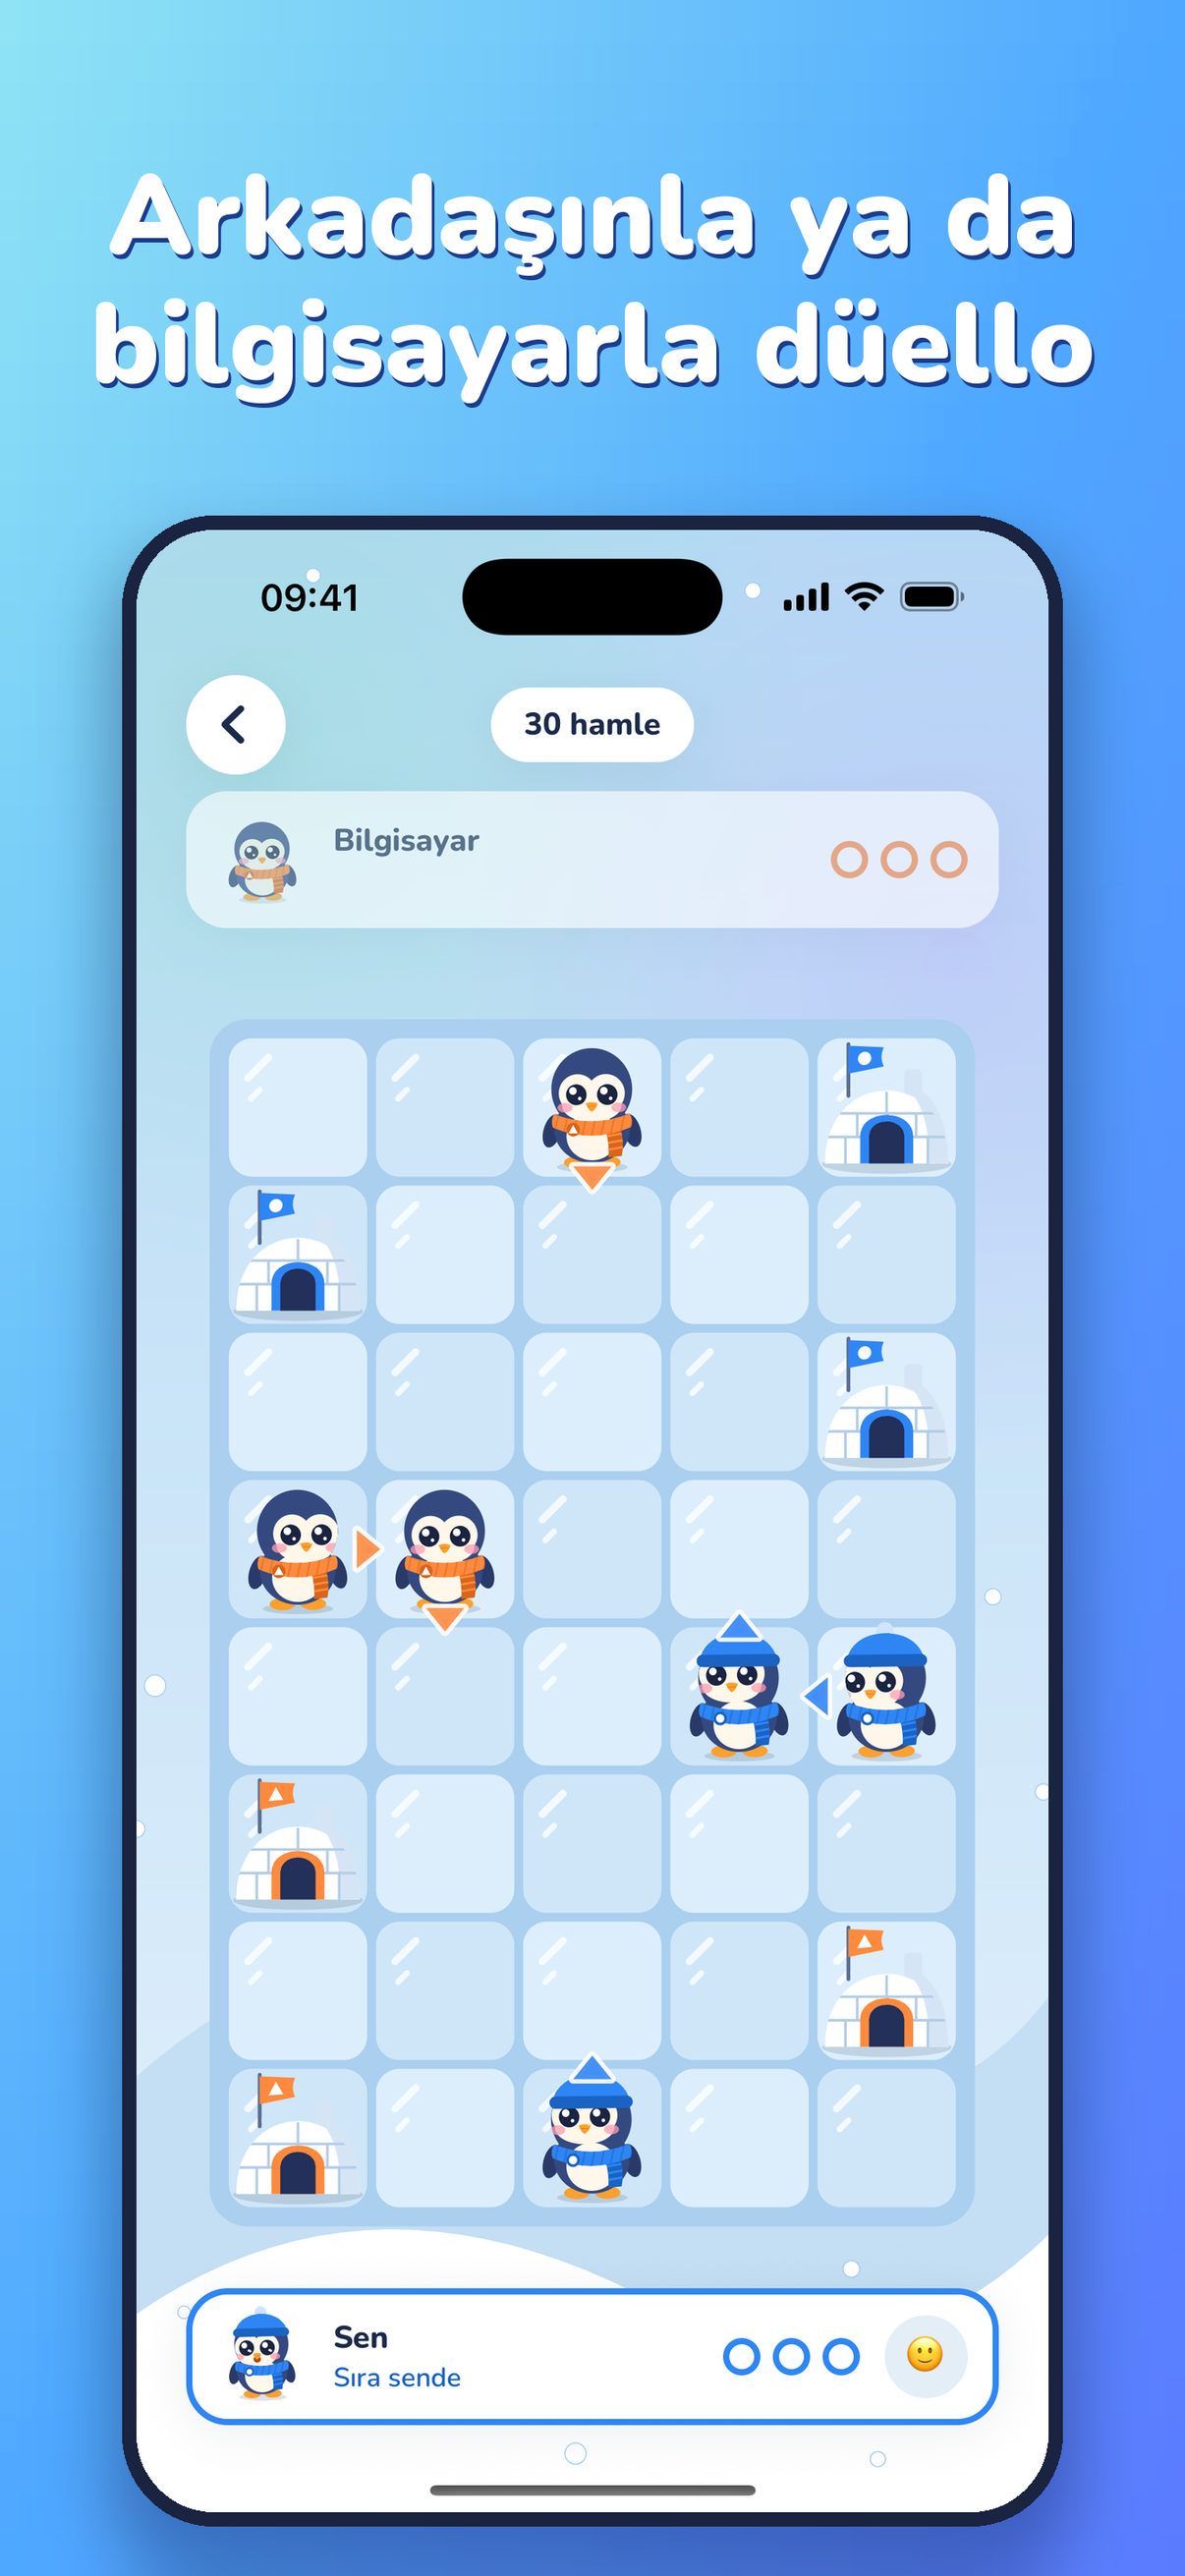 Arkadaşınla ya da
bilgisayarla düello
09:41
30 hamle
Bilgisayar
Sen
Sıra sende